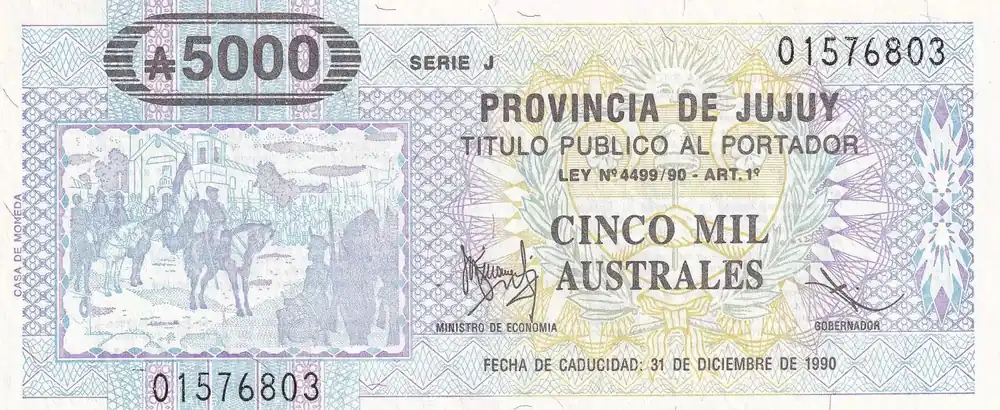 ₳5000
SERIE J
01576803
PROVINCIA DE JUJUY
TITULO PUBLICO AL PORTADOR
LEY Nº4499/90 - ART.1º
CINCO MIL
AUSTRALES
MINISTRO DE ECONOMIA
GOBERNADOR
FECHA DE CADUCIDAD: 31 DE DICIEMBRE DE 1990
01576803
CASA DE MONEDA